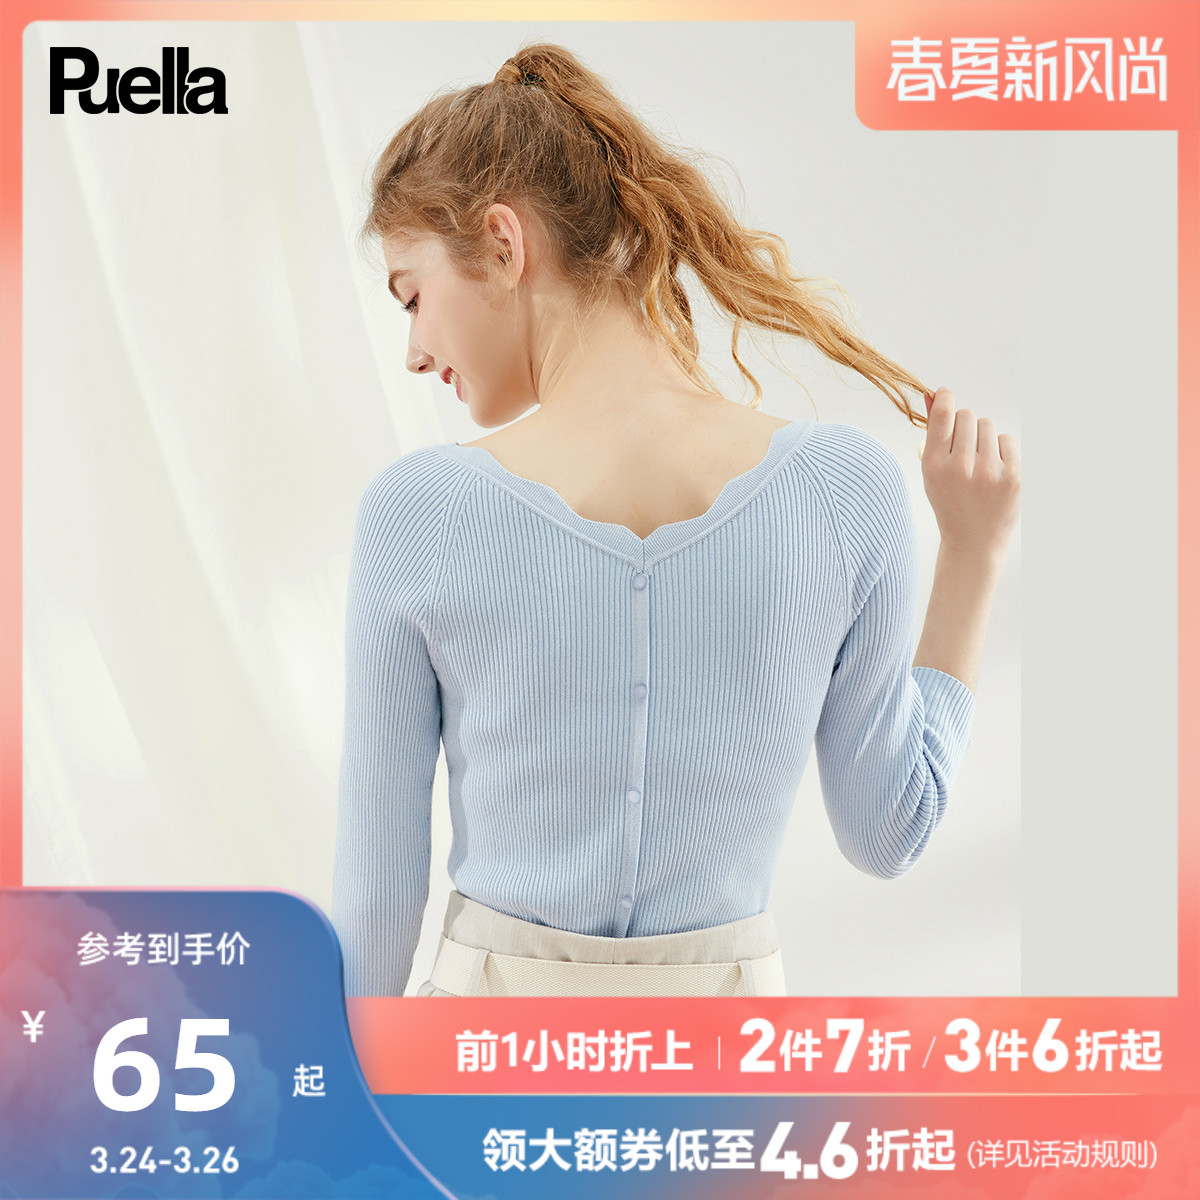 Puella
春夏新风尚
参考到手价
¥ 65 起
3.24-3.26
前1小时折上 | 2件7折 / 3件6折起
领大额券低至4.6折起 (详见活动规则)